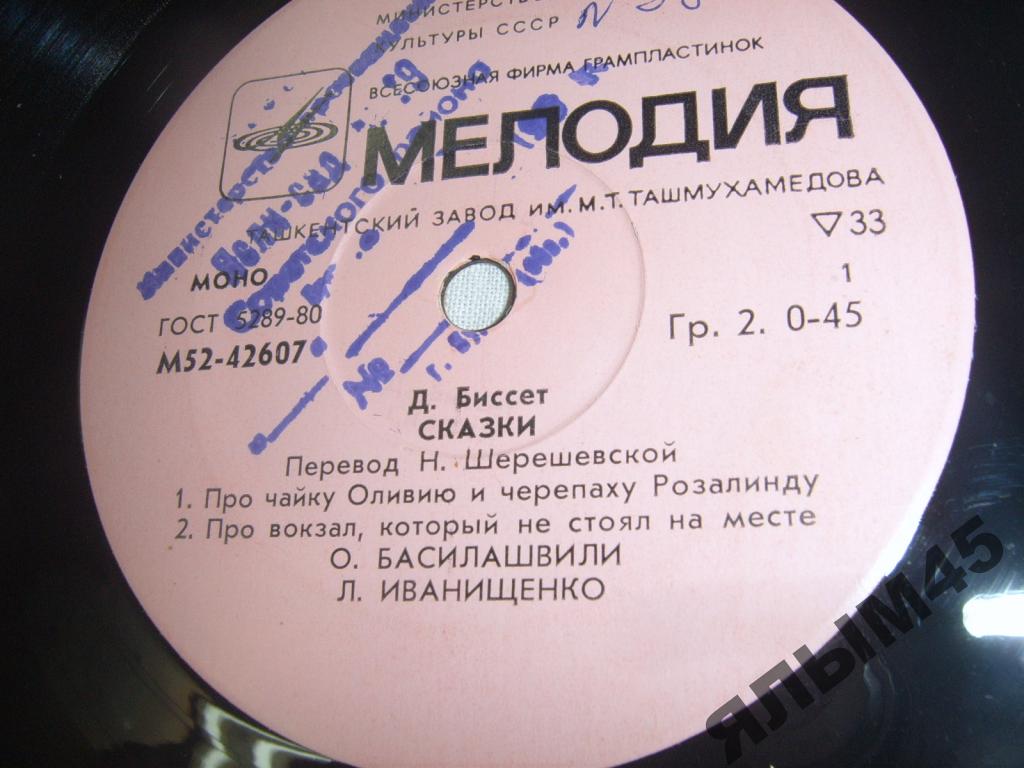 МИНИСТЕРСТВО
КУЛЬТУРЫ СССР
ВСЕСОЮЗНАЯ ФИРМА ГРАМПЛАСТИНОК
МЕЛОДИЯ
ТАШКЕНТСКИЙ ЗАВОД ИМ. М.Т. ТАШМУХАМЕДОВА
▽33
МОНО
1
ГОСТ 5289-80
Гр. 2. 0-45
М52-42607
№
Д. Биссет
СКАЗКИ
Перевод Н. Шерешевской
1. Про чайку Оливию и черепаху Розалинду
2. Про вокзал, который не стоял на месте
О. БАСИЛАШВИЛИ
Л. ИВАНИЩЕНКО
ЯЛЫМ45